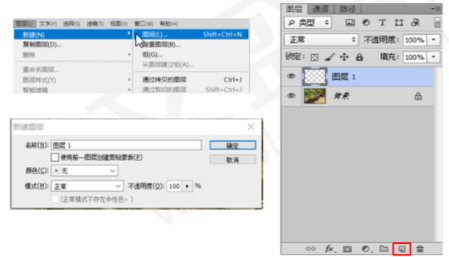 图层(L) 文字(Y) 选择(S) 滤镜(T) 视图(V) 窗口(W) 帮助(H)
新建(N) 图层(L)... Shift+Ctrl+N
复制图层(D)... 背景图层(B)...
删除 组(G)...
从图层建立组(A)...
重命名图层...
图层样式(Y) 通过拷贝的图层 Ctrl+J
智能滤镜 通过剪切的图层 Shift+Ctrl+J
新建图层
名称(N): 图层 1 确定
使用前一图层创建剪贴蒙版(P) 取消
颜色(C): × 无
模式(M): 正常 不透明度(O): 100 %
(正常模式不存在中性色。)
图层 通道 路径
类型 T
正常 不透明度: 100%
锁定: 填充: 100%
图层 1
背景
fx.